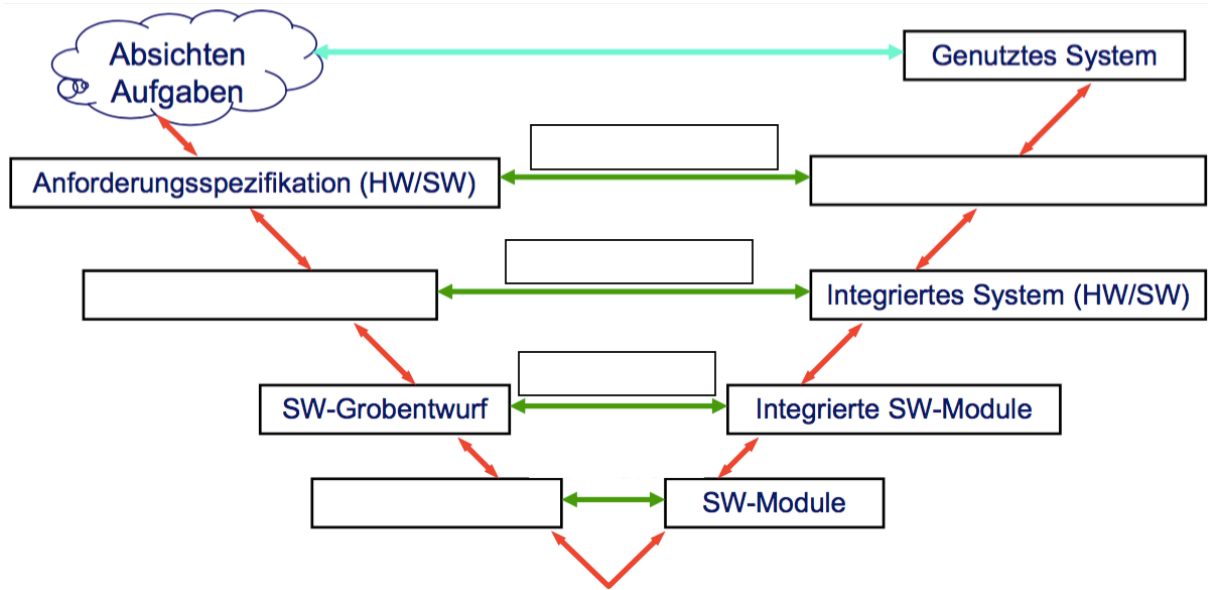 Absichten
Aufgaben
Genutztes System
Anforderungsspezifikation (HW/SW)
Integriertes System (HW/SW)
SW-Grobentwurf
Integrierte SW-Module
SW-Module